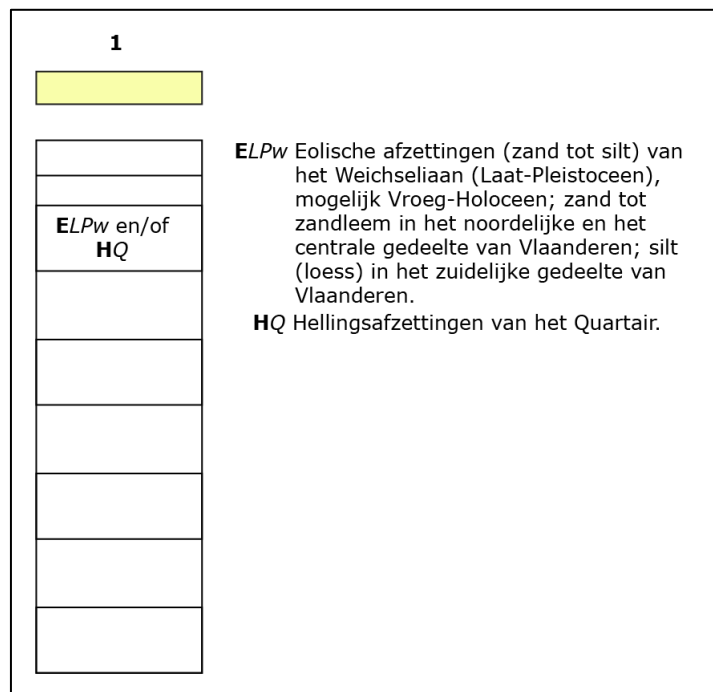 1
ELPw en/of
HQ
ELPw Eolische afzettingen (zand tot silt) van
het Weichseliaan (Laat-Pleistoceen),
mogelijk Vroeg-Holoceen; zand tot
zandleem in het noordelijke en het
centrale gedeelte van Vlaanderen; silt
(loess) in het zuidelijke gedeelte van
Vlaanderen.
HQ Hellingsafzettingen van het Quartair.